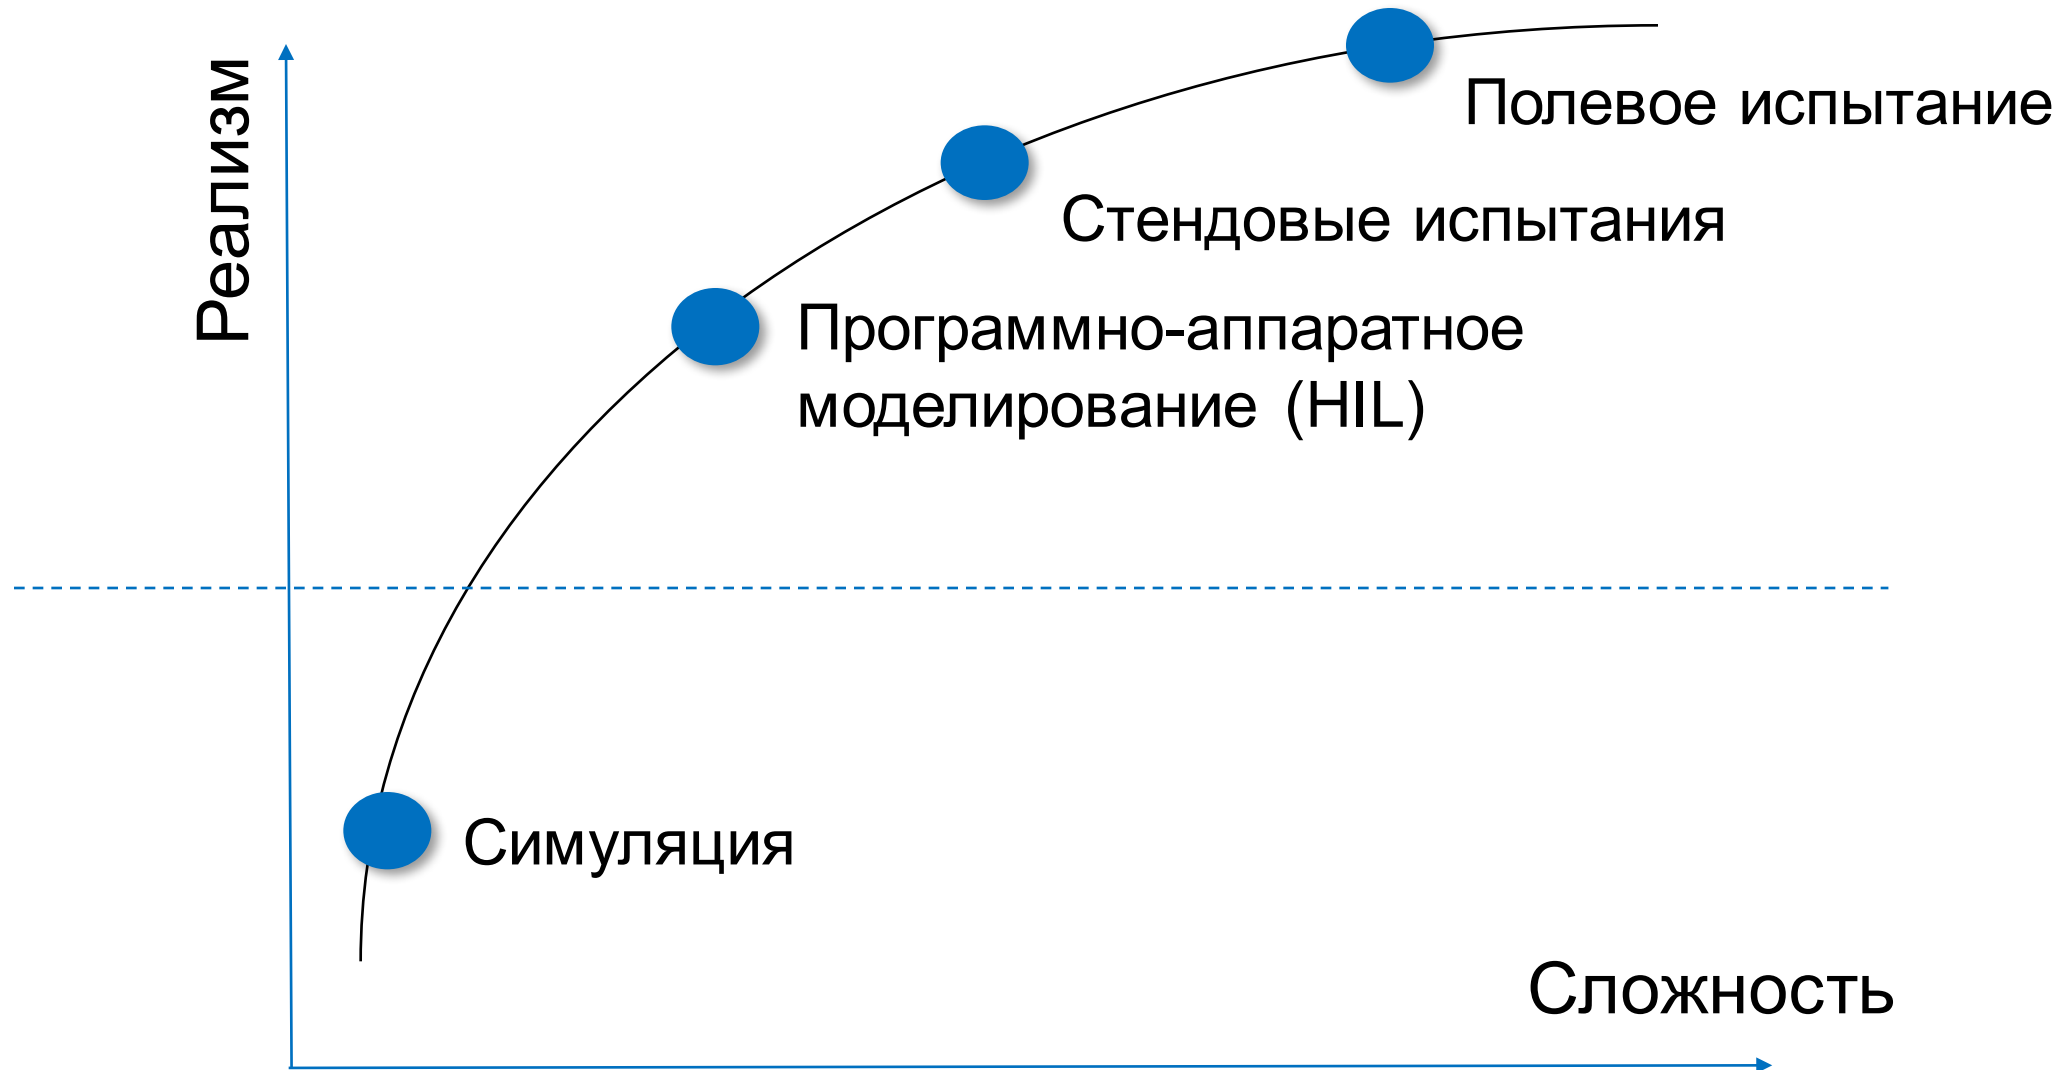 Реализм
Полевое испытание
Стендовые испытания
Программно-аппаратное
моделирование (HIL)
Симуляция
Сложность